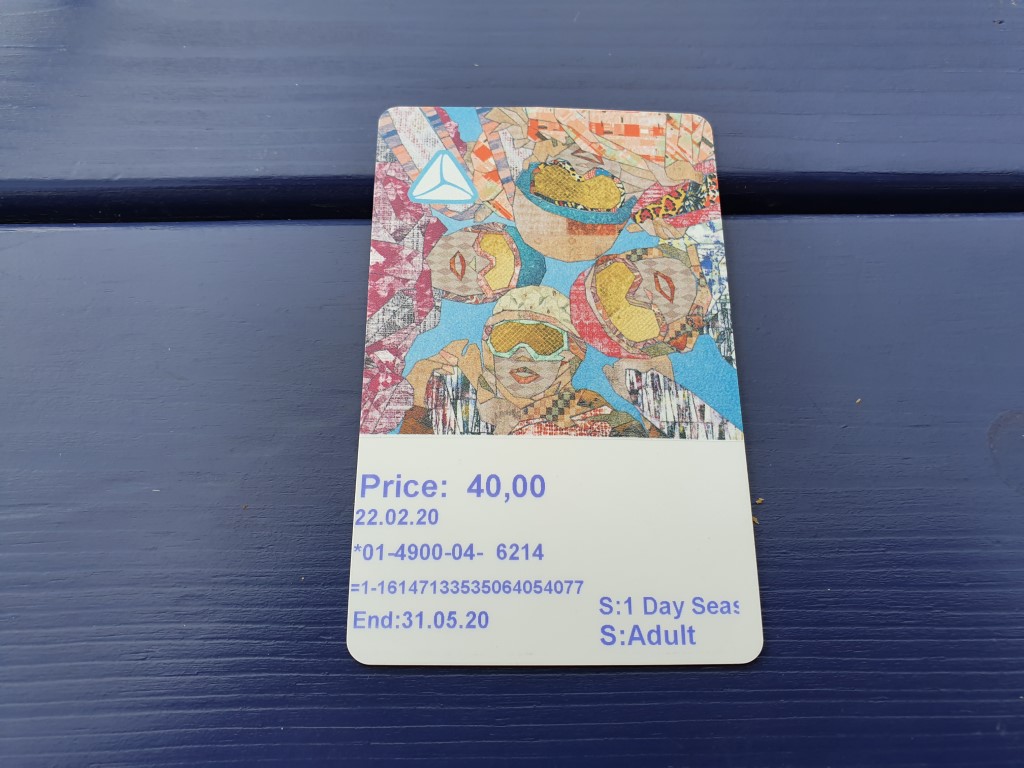 Price: 40,00
22.02.20
*01-4900-04- 6214
=1-16147133535064054077
End:31.05.20
S:1 Day Seas
S:Adult